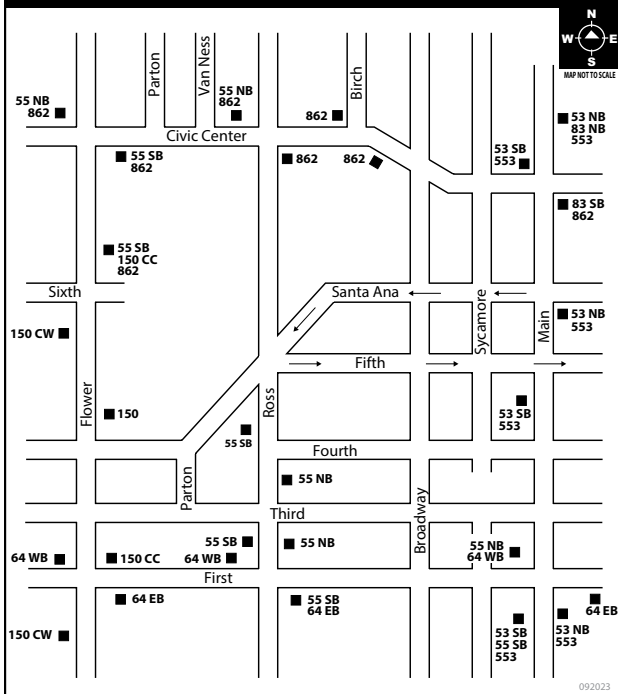 N
W E
S
MAP NOT TO SCALE
Parton
Van Ness
Birch
55 NB
862
55 NB
862
862
53 NB
83 NB
553
Civic Center
55 SB
862
862
862
53 SB
553
83 SB
862
55 SB
150 CC
862
Sixth
Santa Ana
Sycamore
Main
53 NB
553
150 CW
Fifth
Flower
Ross
150
53 SB
553
55 SB
Fourth
Parton
55 NB
Broadway
Third
55 SB
55 NB
55 NB
64 WB
64 WB
150 CC
64 WB
First
64 EB
55 SB
64 EB
64 EB
150 CW
53 SB
55 SB
553
53 NB
553
092023